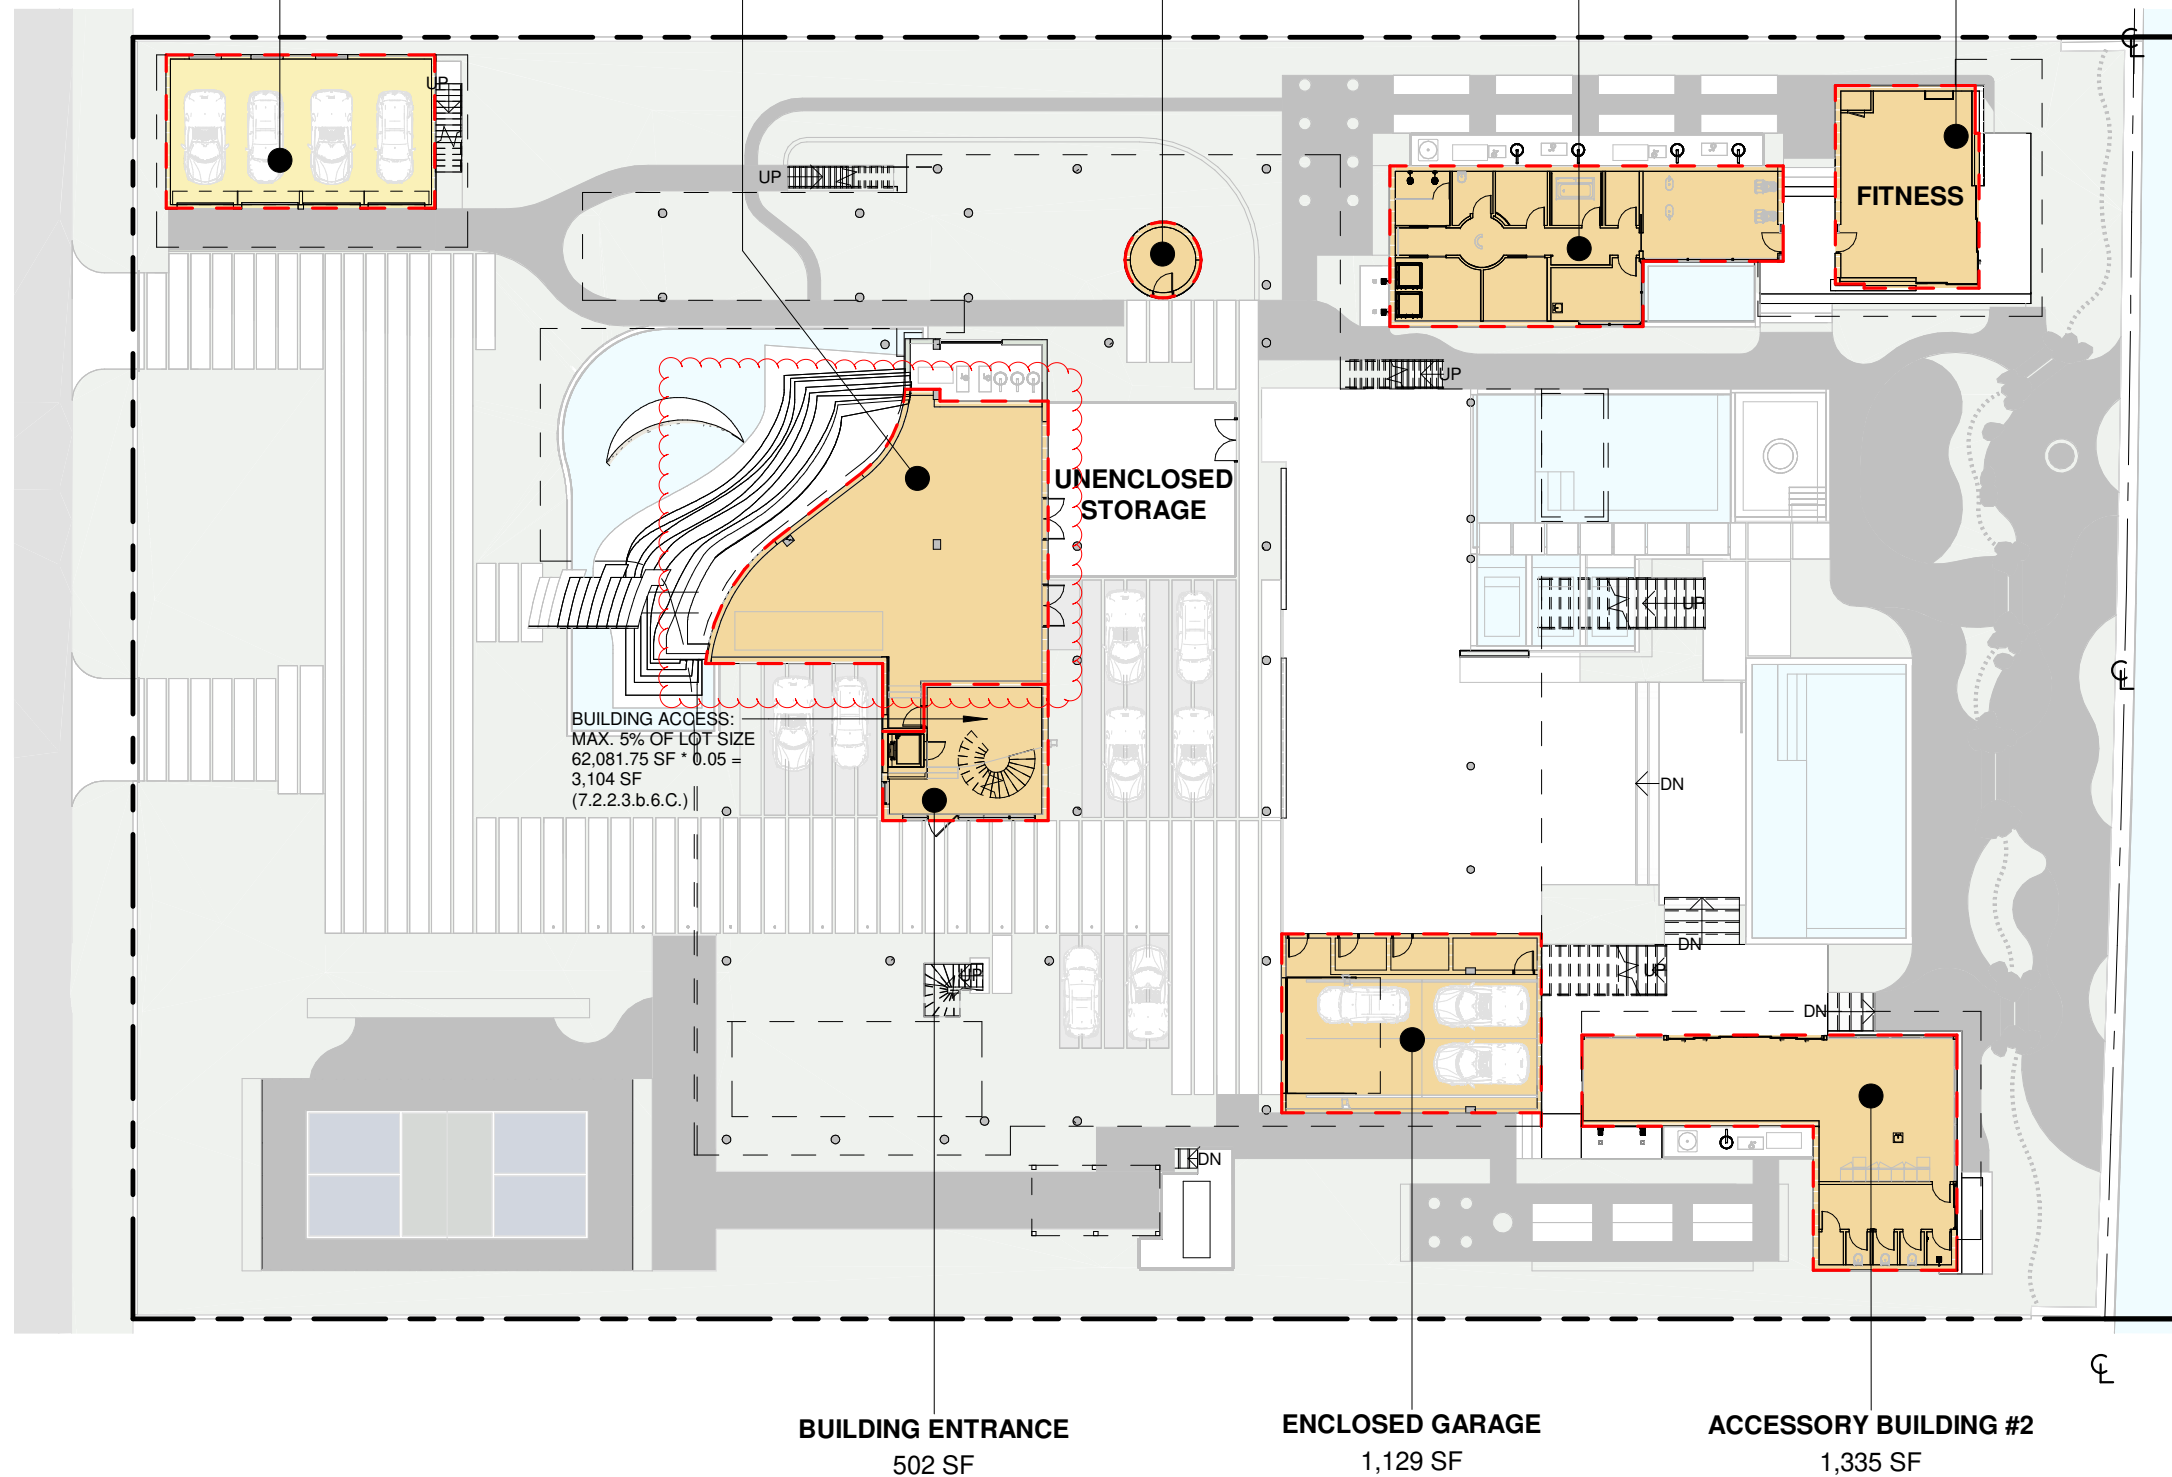 UP
UP
FITNESS
UP
UNENCLOSED
STORAGE
UP
BUILDING ACCESS:
MAX. 5% OF LOT SIZE
62,081.75 SF * 0.05 =
3,104 SF
(7.2.2.3.b.6.C.)
DN
DN
UP
UP
DN
DN
BUILDING ENTRANCE
502 SF
ENCLOSED GARAGE
1,129 SF
ACCESSORY BUILDING #2
1,335 SF